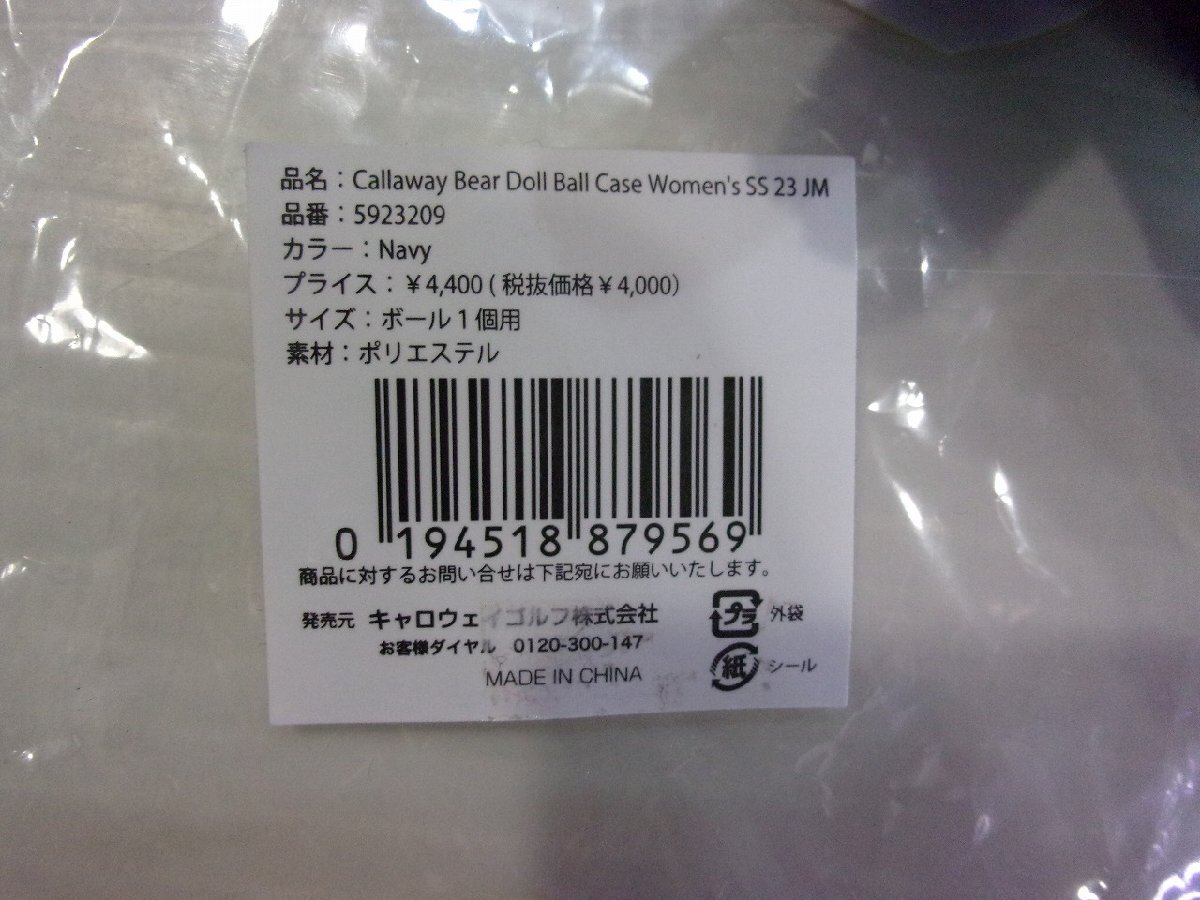 品名：Callaway Bear Doll Ball Case Women's SS 23 JM
品番：5923209
カラー：Navy
プライス：￥4,400 ( 税抜価格￥4,000)
サイズ：ボール１個用
素材：ポリエステル
0 194518 879569
商品に対するお問い合せは下記宛にお願いいたします。
発売元 キャロウェイゴルフ株式会社
お客様ダイヤル 0120-300-147
MADE IN CHINA
プラ 外袋
紙 シール